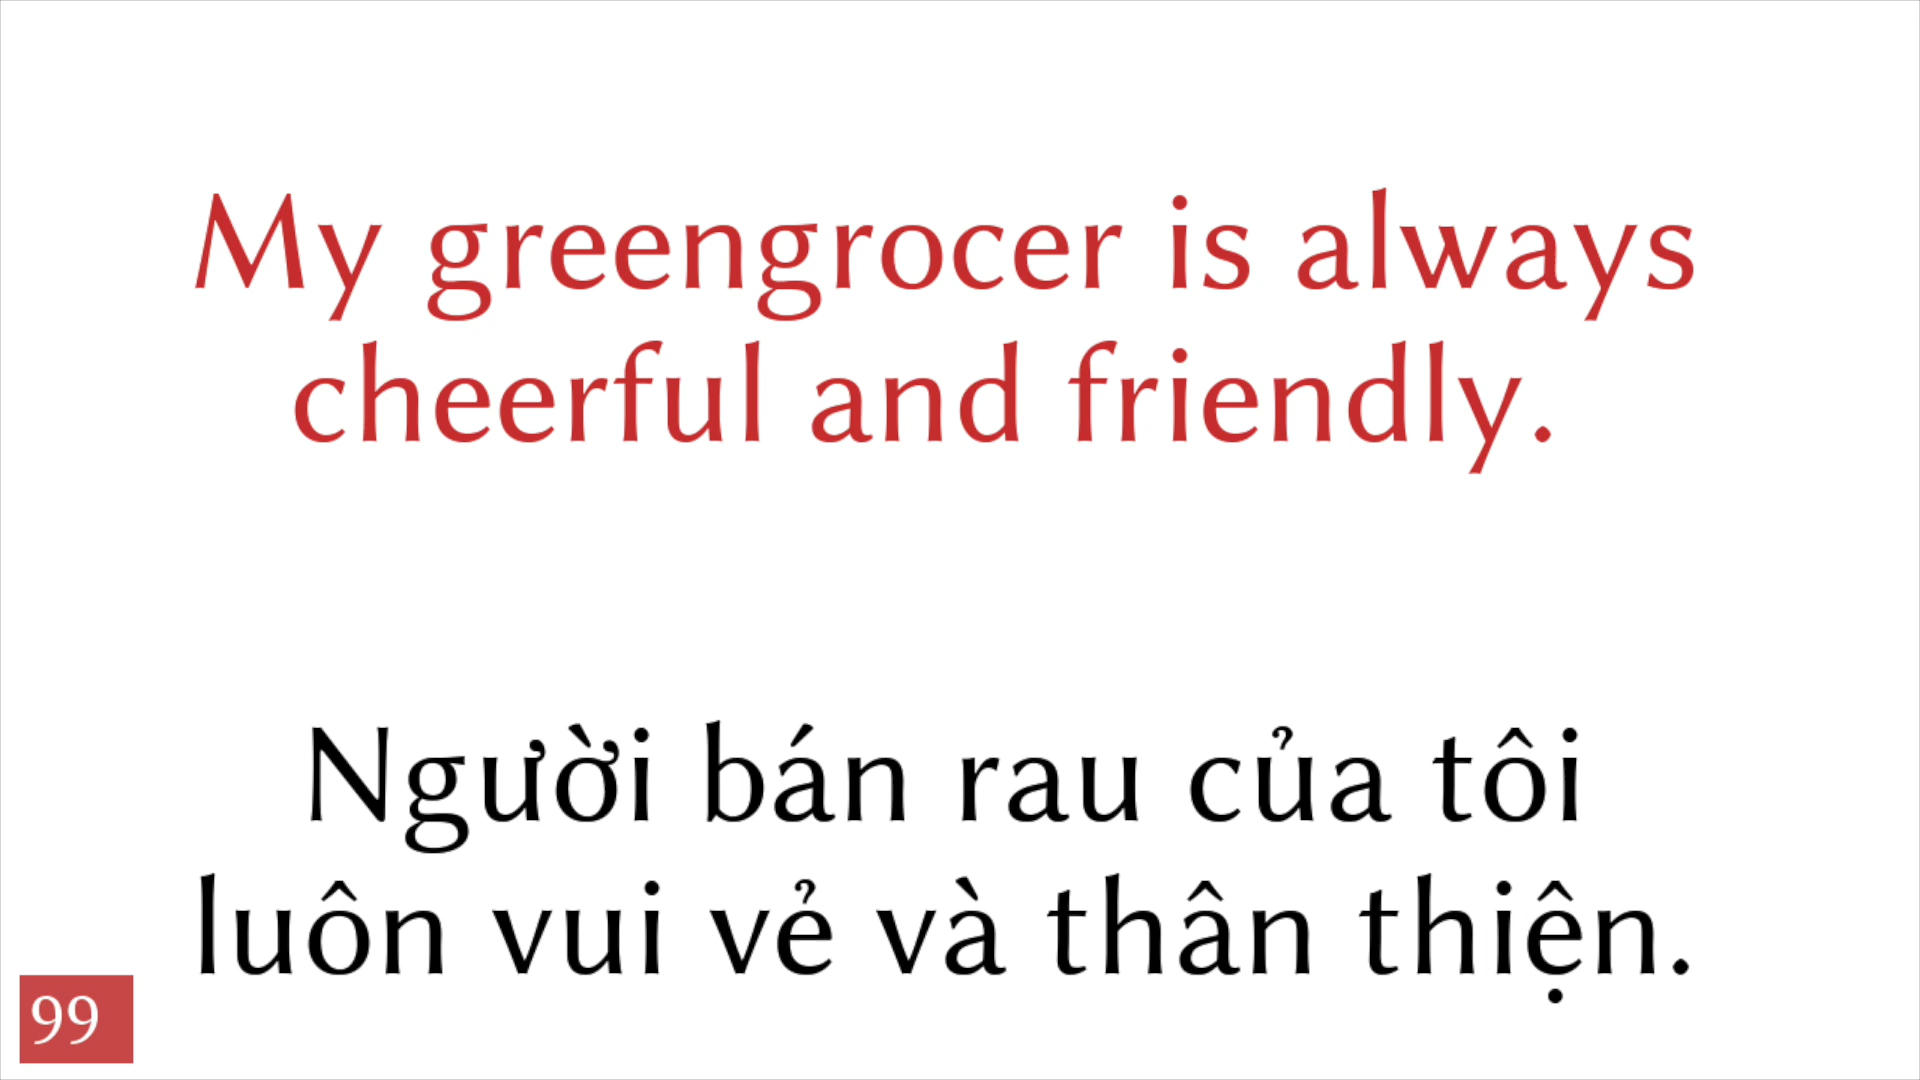 My greengrocer is always
cheerful and friendly.
Người bán rau của tôi
luôn vui vẻ và thân thiện.
99